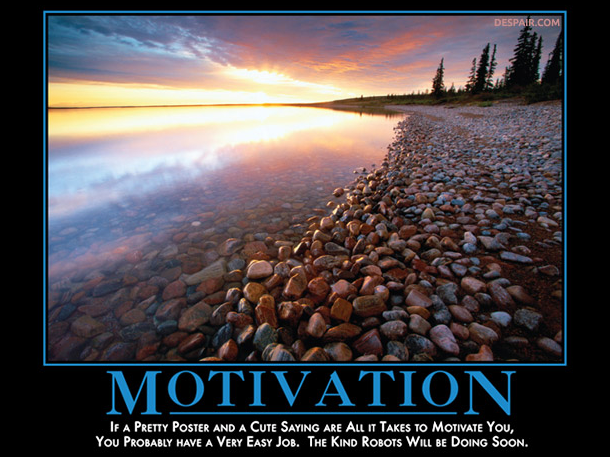 DESPAIR.COM
MOTIVATION
IF A PRETTY POSTER AND A CUTE SAYING ARE ALL IT TAKES TO MOTIVATE YOU,
YOU PROBABLY HAVE A VERY EASY JOB. THE KIND ROBOTS WILL BE DOING SOON.